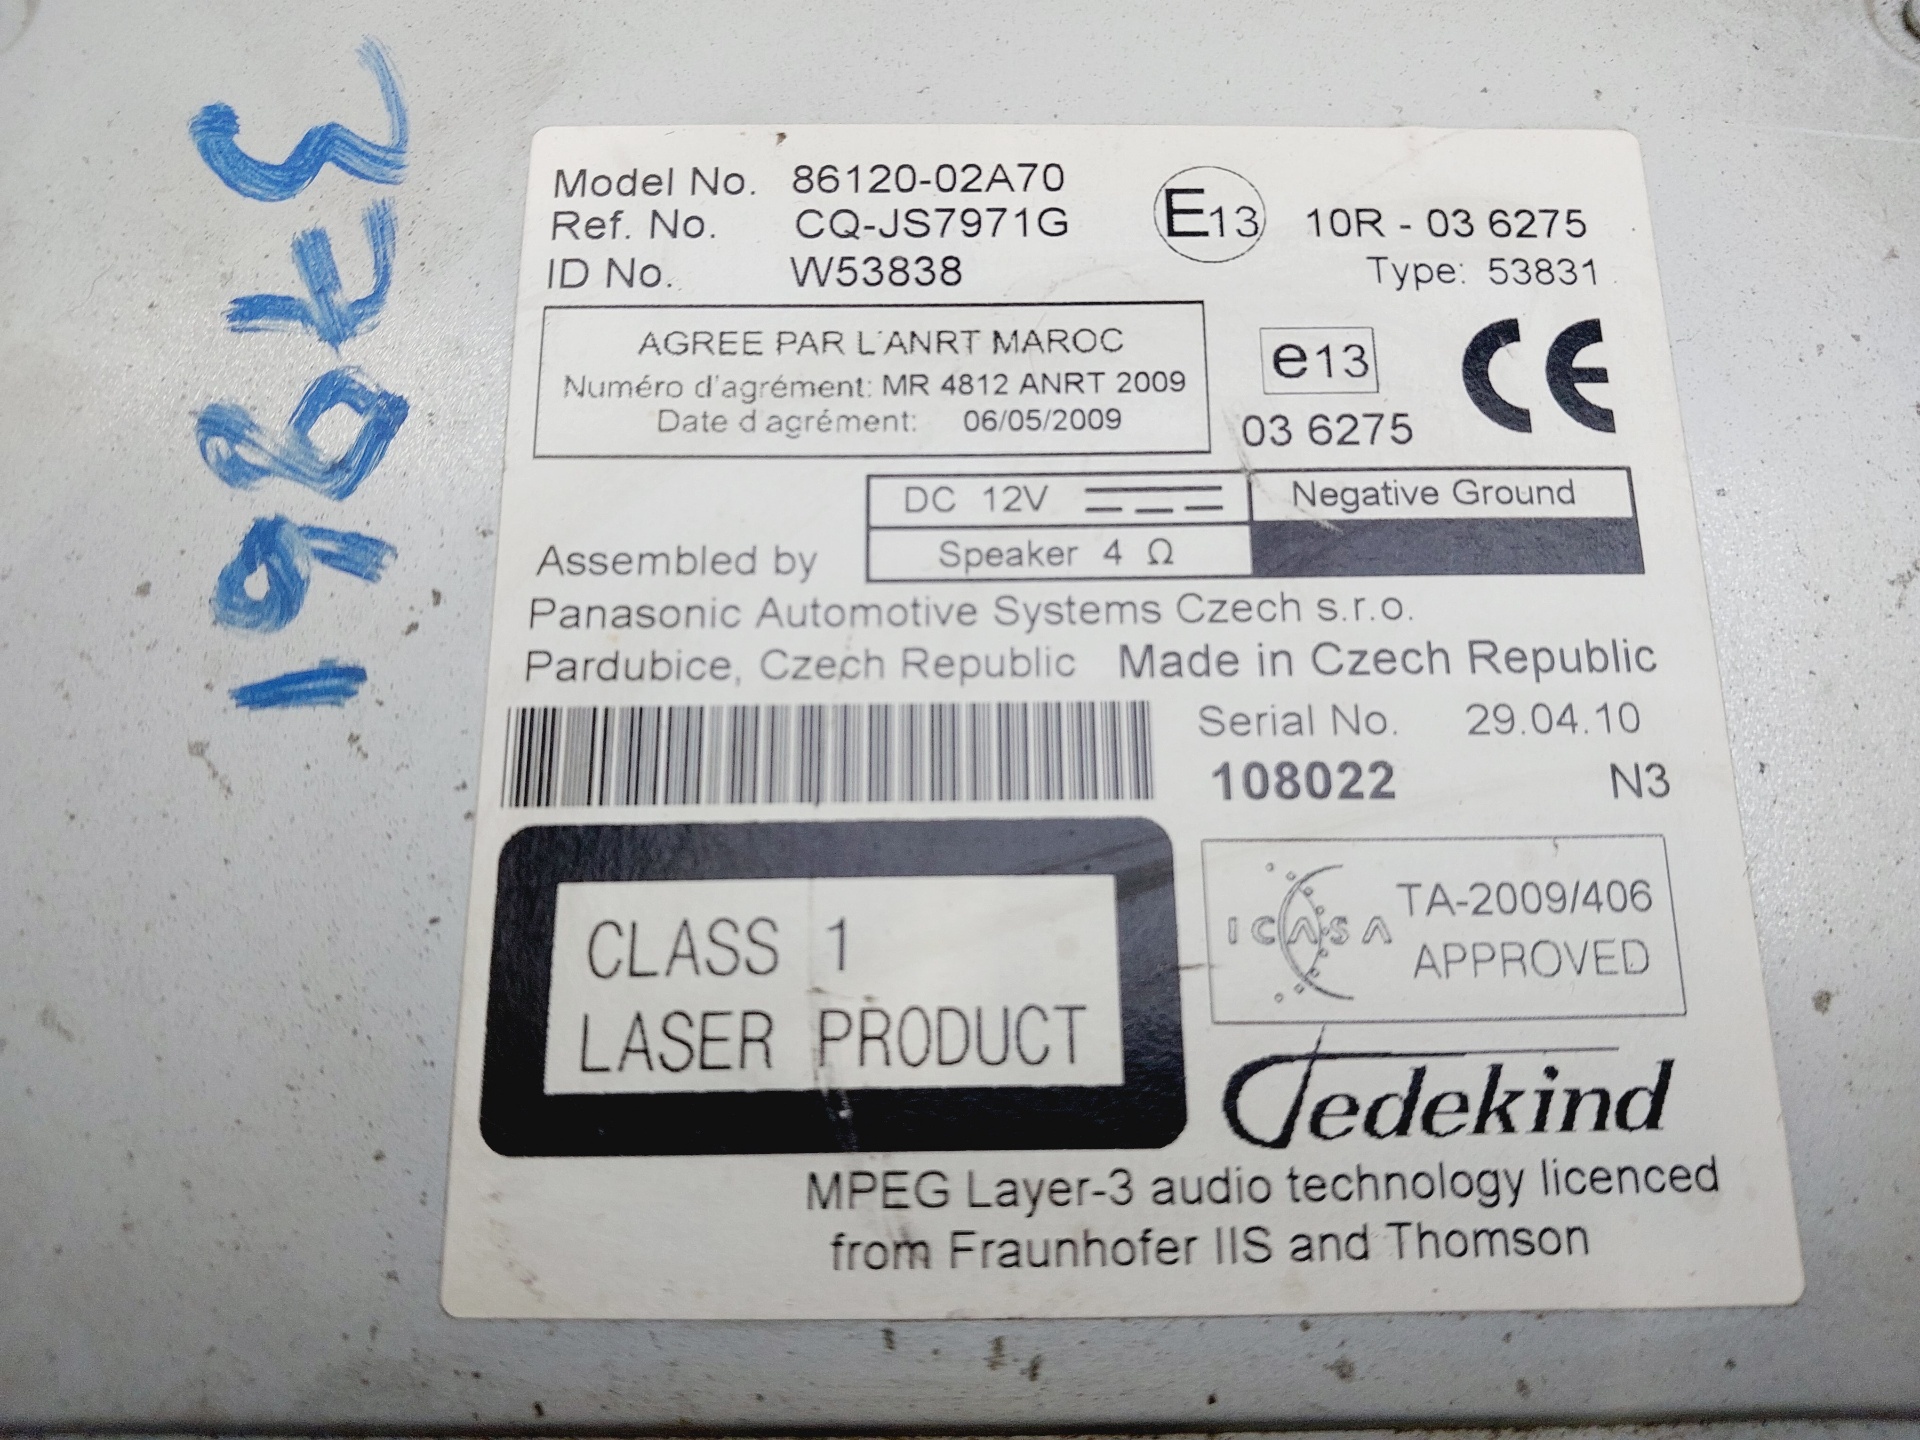 Model No. 86120-02A70
Ref. No. CQ-JS7971G
ID No. W53838
E13 10R - 03 6275
Type: 53831
AGREE PAR L'ANRT MAROC
Numéro d'agrément: MR 4812 ANRT 2009
Date d'agrément: 06/05/2009
e13
03 6275
CE
DC 12V
Negative Ground
Speaker 4 Ω
Assembled by
Panasonic Automotive Systems Czech s.r.o.
Pardubice, Czech Republic Made in Czech Republic
Serial No. 29.04.10
108022 N3
CLASS 1
LASER PRODUCT
ICASA TA-2009/406
APPROVED
Jedekind
MPEG Layer-3 audio technology licenced
from Fraunhofer IIS and Thomson